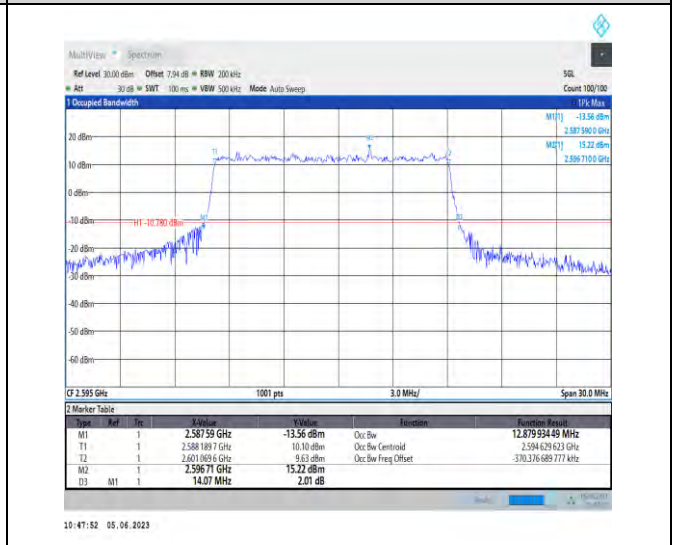 MultiView Spectrum
Ref Level 30.00 dBm Offset 7.94 dB RBW 200 kHz SGL
Att 30 dB SWT 100 ms VBW 500 kHz Mode Auto Sweep Count 100/100
1 Occupied Bandwidth 1Pk Max
M1[1] -13.56 dBm
2.587 590 0 GHz
20 dBm M2[1] 15.22 dBm
2.596 710 0 GHz
T1
10 dBm
0 dBm
-10 dBm H1 -10.780 dBm M1
-20 dBm
-30 dBm
-40 dBm
-50 dBm
-60 dBm
CF 2.595 GHz 1001 pts 3.0 MHz/ Span 30.0 MHz
2 Marker Table
Type Ref Trc X-Value Y-Value Function Function Result
M1 1 2.587 59 GHz -13.56 dBm Occ Bw 12.879 934 49 MHz
T1 1 2.588 189 7 GHz 10.10 dBm Occ Bw Centroid 2.594 629 623 GHz
T2 1 2.601 069 6 GHz 9.63 dBm Occ Bw Freq Offset -370.376 689 777 kHz
M2 1 2.596 71 GHz 15.22 dBm
D3 M1 1 14.07 MHz 2.01 dB
10:47:52 05.06.2023